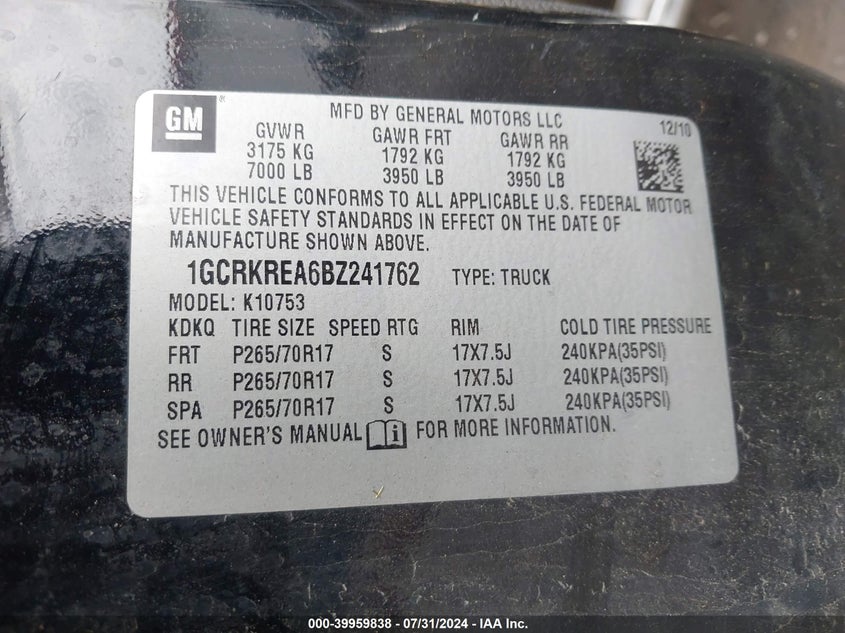 GM ®
MFD BY GENERAL MOTORS LLC
12/10
GVWR GAWR FRT GAWR RR
3175 KG 1792 KG 1792 KG
7000 LB 3950 LB 3950 LB
THIS VEHICLE CONFORMS TO ALL APPLICABLE U.S. FEDERAL MOTOR
VEHICLE SAFETY STANDARDS IN EFFECT ON THE DATE OF
MANUFACTURE SHOWN ABOVE.
1GCRKREA6BZ241762 TYPE: TRUCK
MODEL: K10753
KDKQ TIRE SIZE SPEED RTG RIM COLD TIRE PRESSURE
FRT P265/70R17 S 17X7.5J 240KPA(35PSI)
RR P265/70R17 S 17X7.5J 240KPA(35PSI)
SPA P265/70R17 S 17X7.5J 240KPA(35PSI)
SEE OWNER'S MANUAL i FOR MORE INFORMATION.
000-39959838 - 07/31/2024 - IAA Inc.